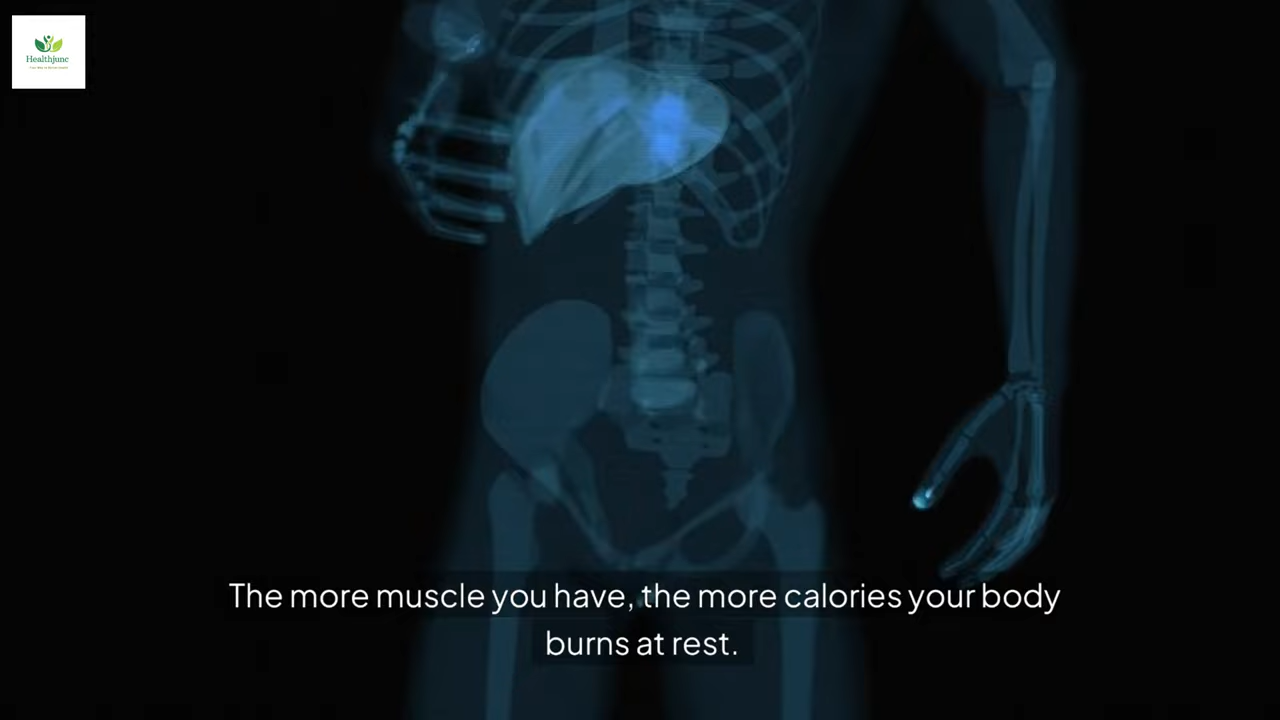 Healthjunc
The more muscle you have, the more calories your body
burns at rest.